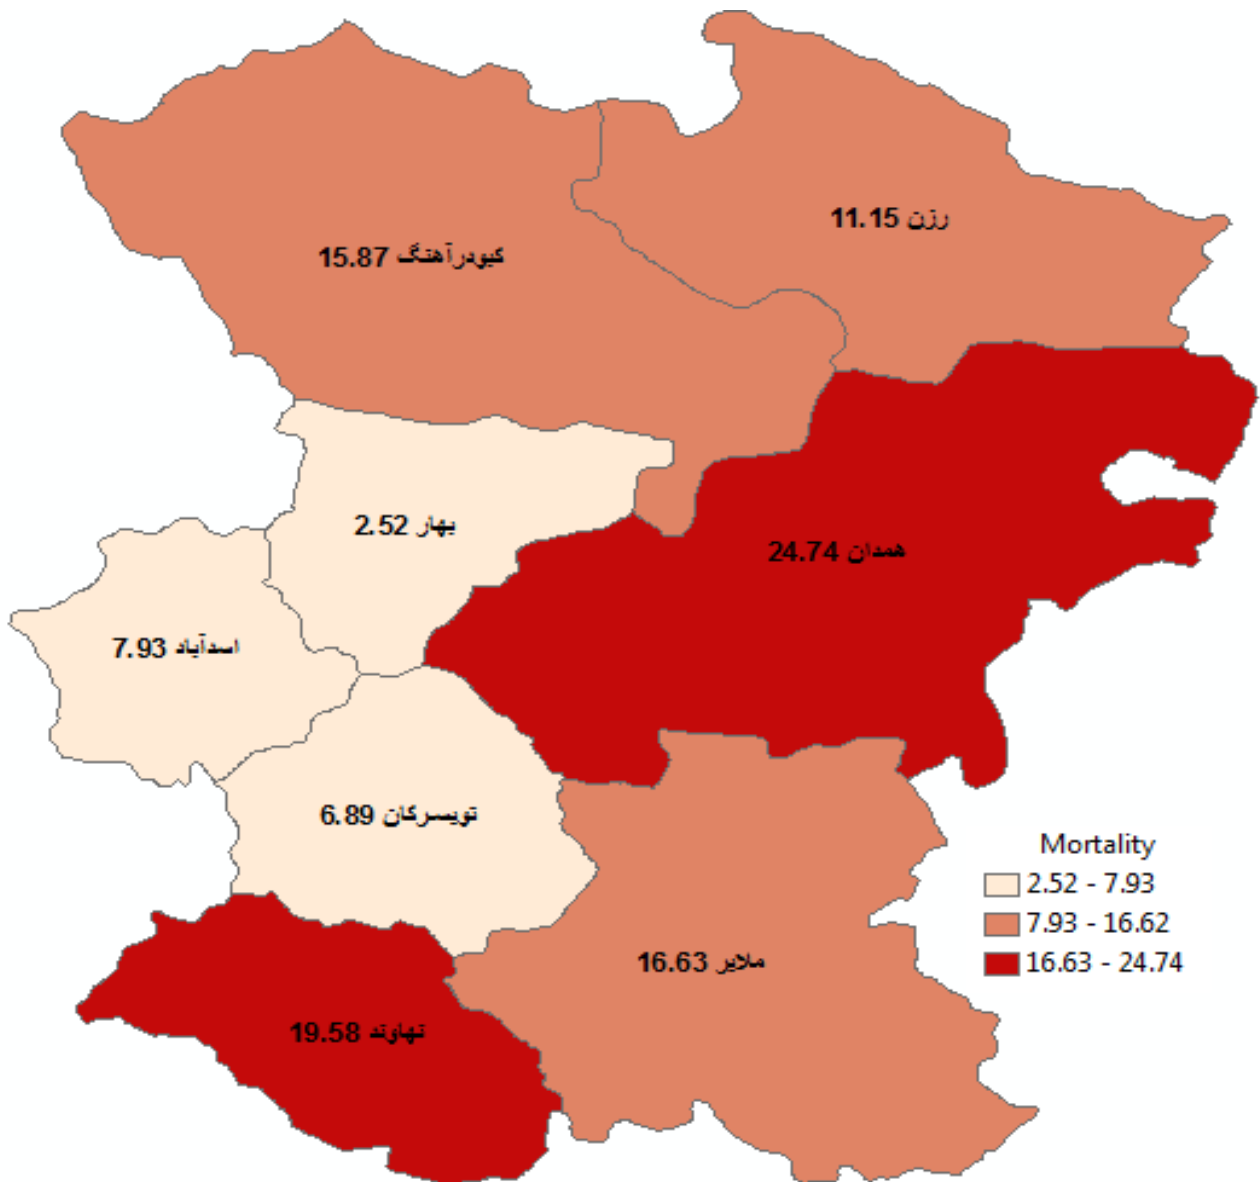 رزن 11.15
کبودرآهنگ 15.87
بهار 2.52
همدان 24.74
اسدآباد 7.93
تویسرکان 6.89
Mortality
2.52 - 7.93
7.93 - 16.62
16.63 - 24.74
ملایر 16.63
نهاوند 19.58